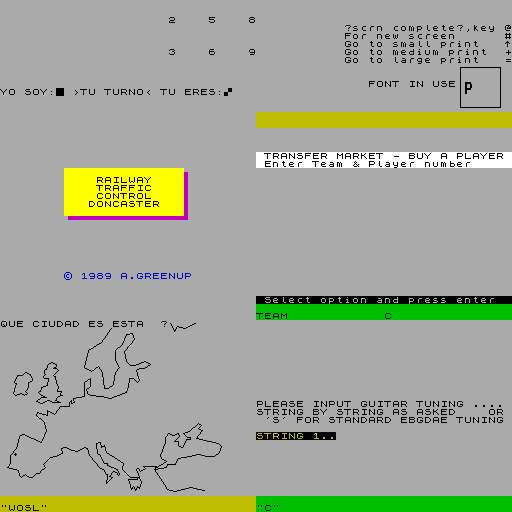 2 5 8
3 6 9
YO SOY: >TU TURNO< TU ERES:
?scrn complete?,key @
For new screen #
Go to small print ↑
Go to medium print +
Go to large print =
FONT IN USE p
RAILWAY
TRAFFIC
CONTROL
DONCASTER
© 1989 A.GREENUP
TRANSFER MARKET - BUY A PLAYER
Enter Team & Player number
Select option and press enter
TEAM C
QUE CIUDAD ES ESTA ?
"WOSL"
PLEASE INPUT GUITAR TUNING ....
STRING BY STRING AS ASKED OR
'S' FOR STANDARD EBGDAE TUNING
STRING 1..
"C"